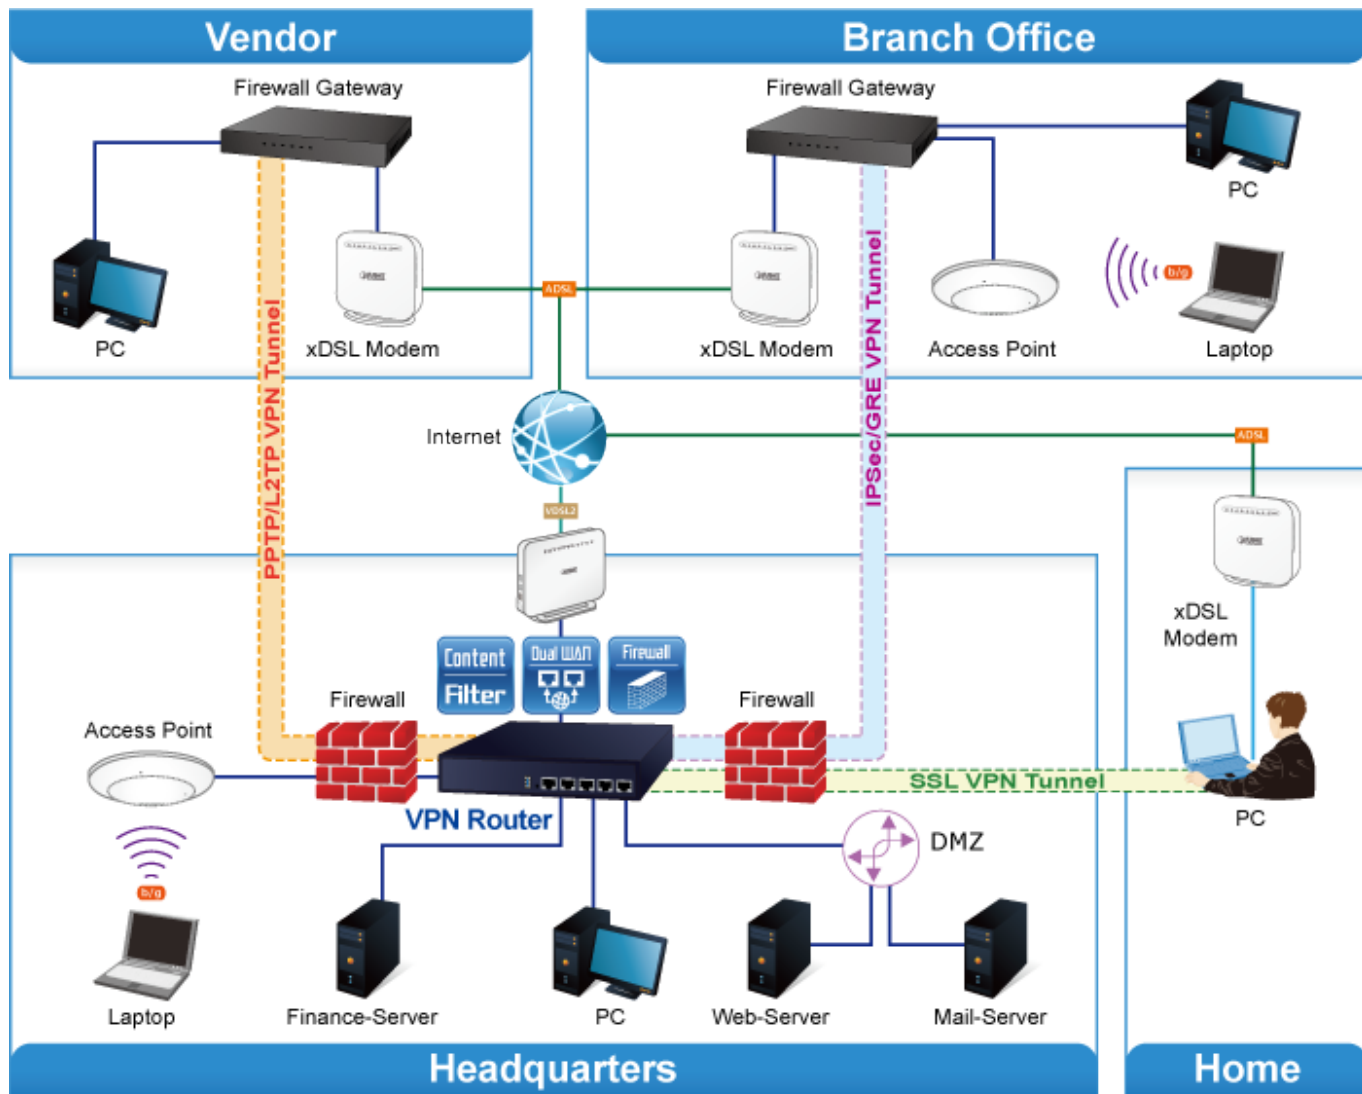 Vendor
Branch Office
Firewall Gateway
Firewall Gateway
PC
PC
xDSL Modem
ADSL
xDSL Modem
Access Point
b/g
Laptop
PPTP/L2TP VPN Tunnel
IPSec/GRE VPN Tunnel
Internet
ADSL
VDSL2
xDSL
Modem
Content
Filter
Dual WAN
Firewall
Firewall
Firewall
Access Point
VPN Router
SSL VPN Tunnel
PC
DMZ
b/g
Laptop
Finance-Server
PC
Web-Server
Mail-Server
Headquarters
Home